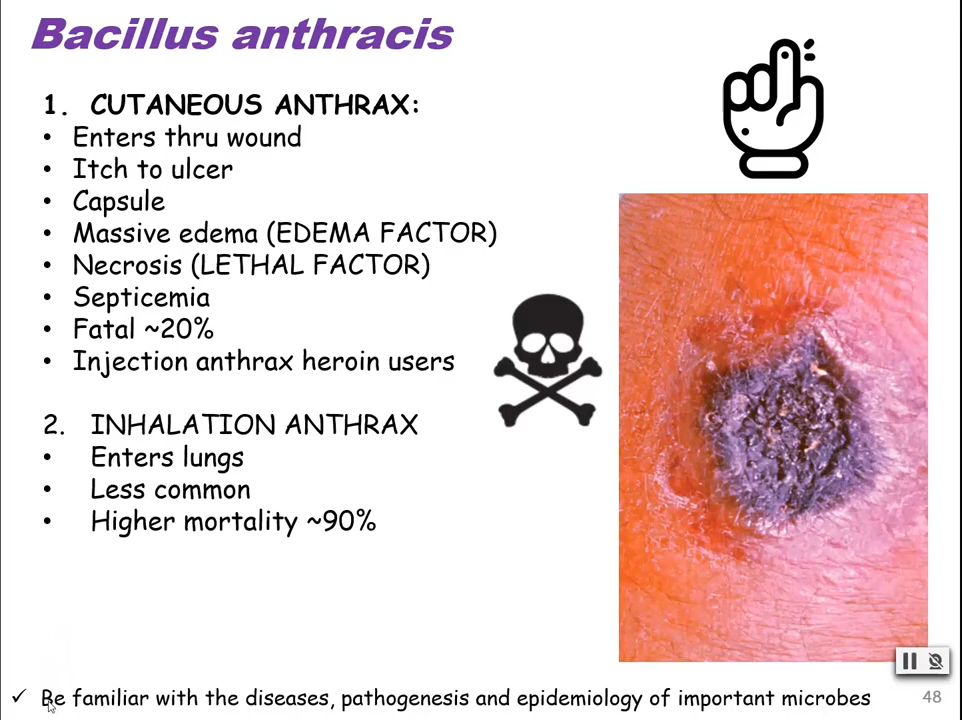 Bacillus anthracis
1. CUTANEOUS ANTHRAX:
• Enters thru wound
• Itch to ulcer
• Capsule
• Massive edema (EDEMA FACTOR)
• Necrosis (LETHAL FACTOR)
• Septicemia
• Fatal ~20%
• Injection anthrax heroin users
2. INHALATION ANTHRAX
• Enters lungs
• Less common
• Higher mortality ~90%
✓ Be familiar with the diseases, pathogenesis and epidemiology of important microbes
48